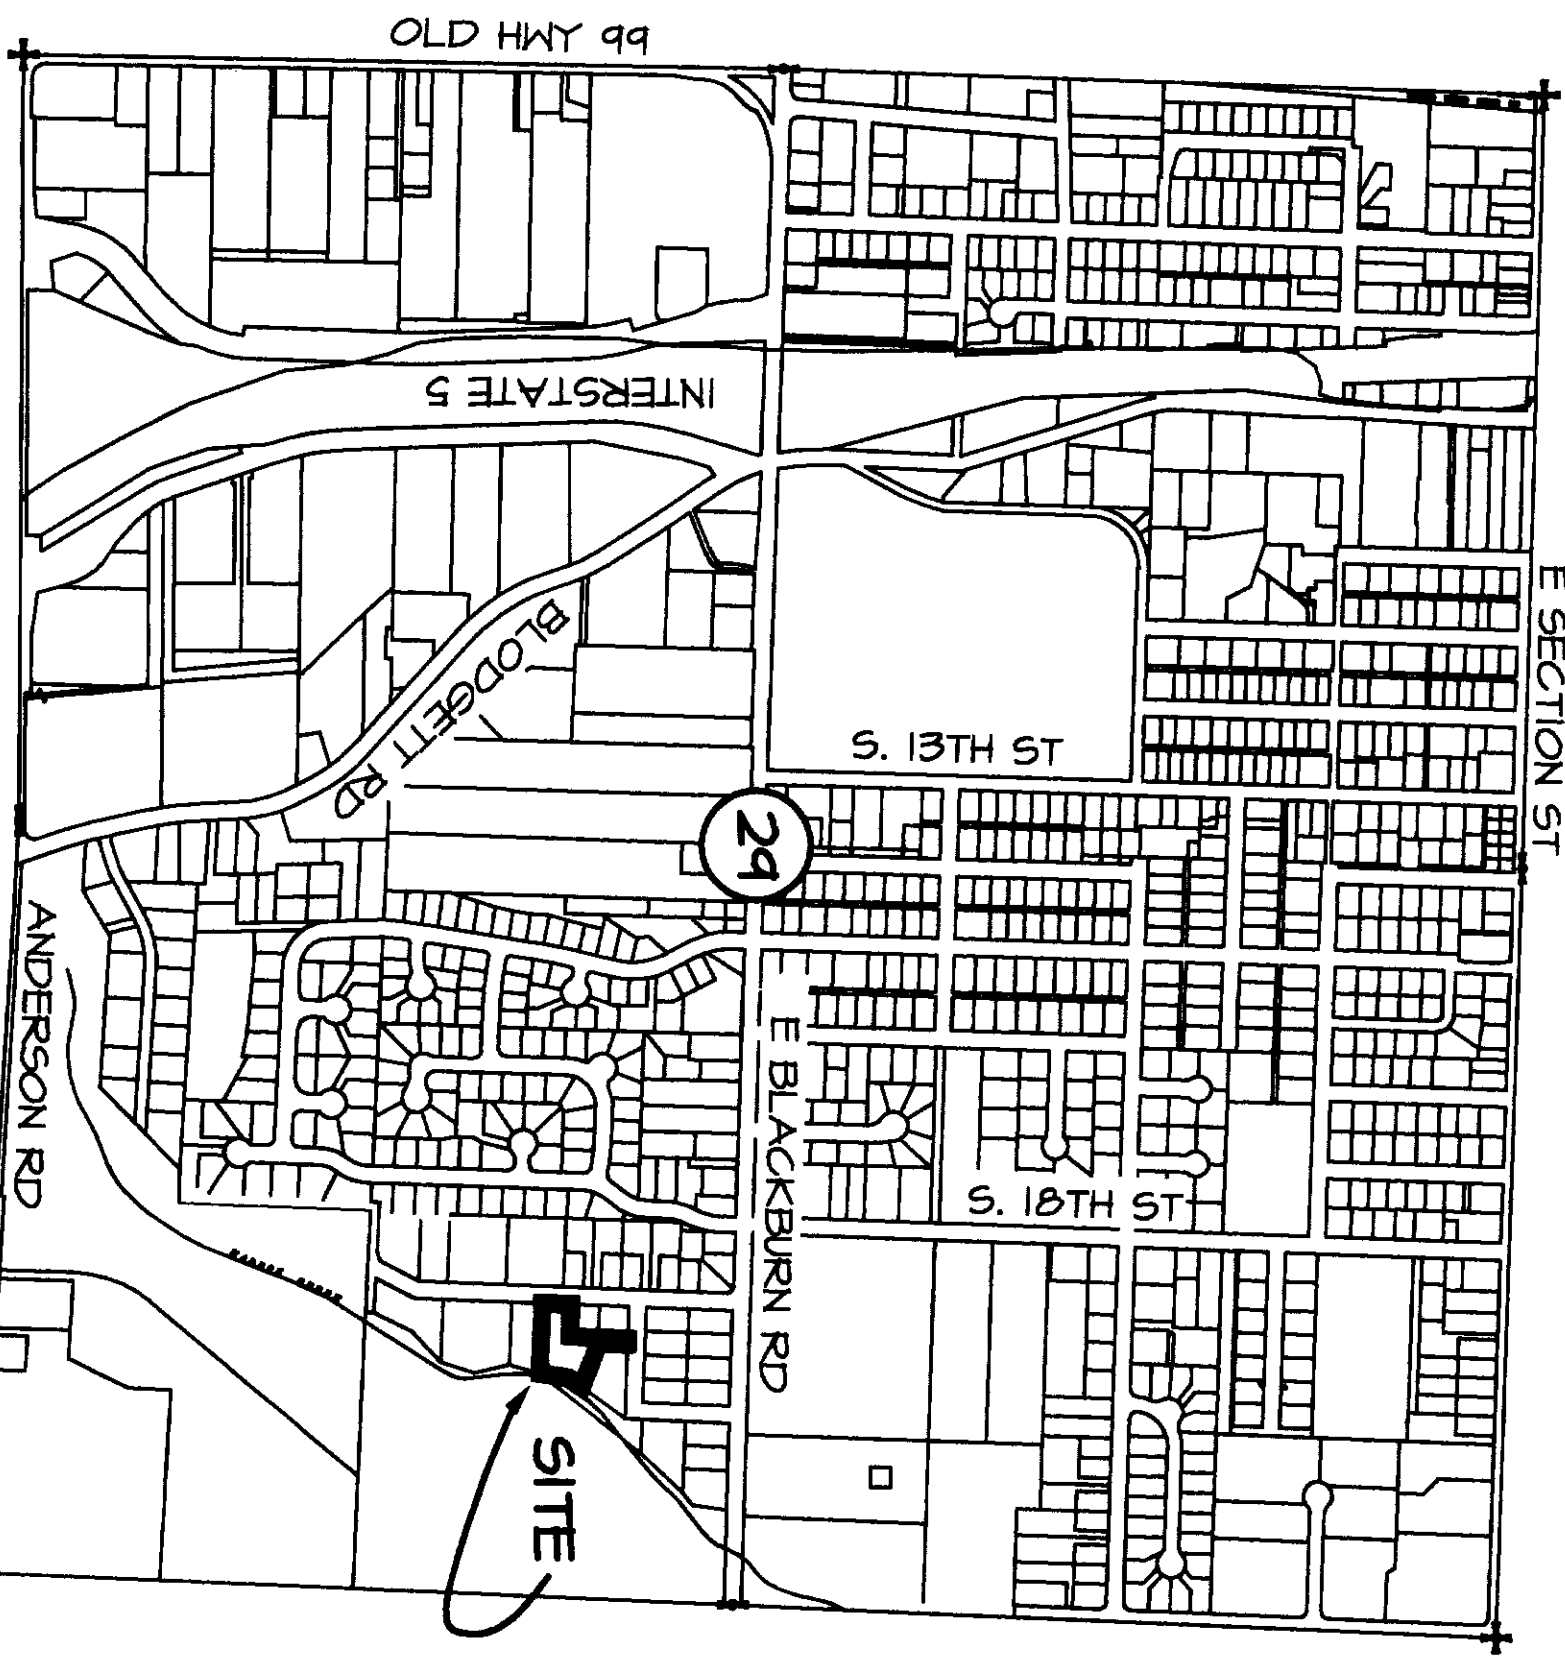 OLD HWY 99
INTERSTATE 5
E SECTION ST
BLODGETT RD
S. 13TH ST
29
ANDERSON RD
E BLACKBURN RD
S. 18TH ST
SITE